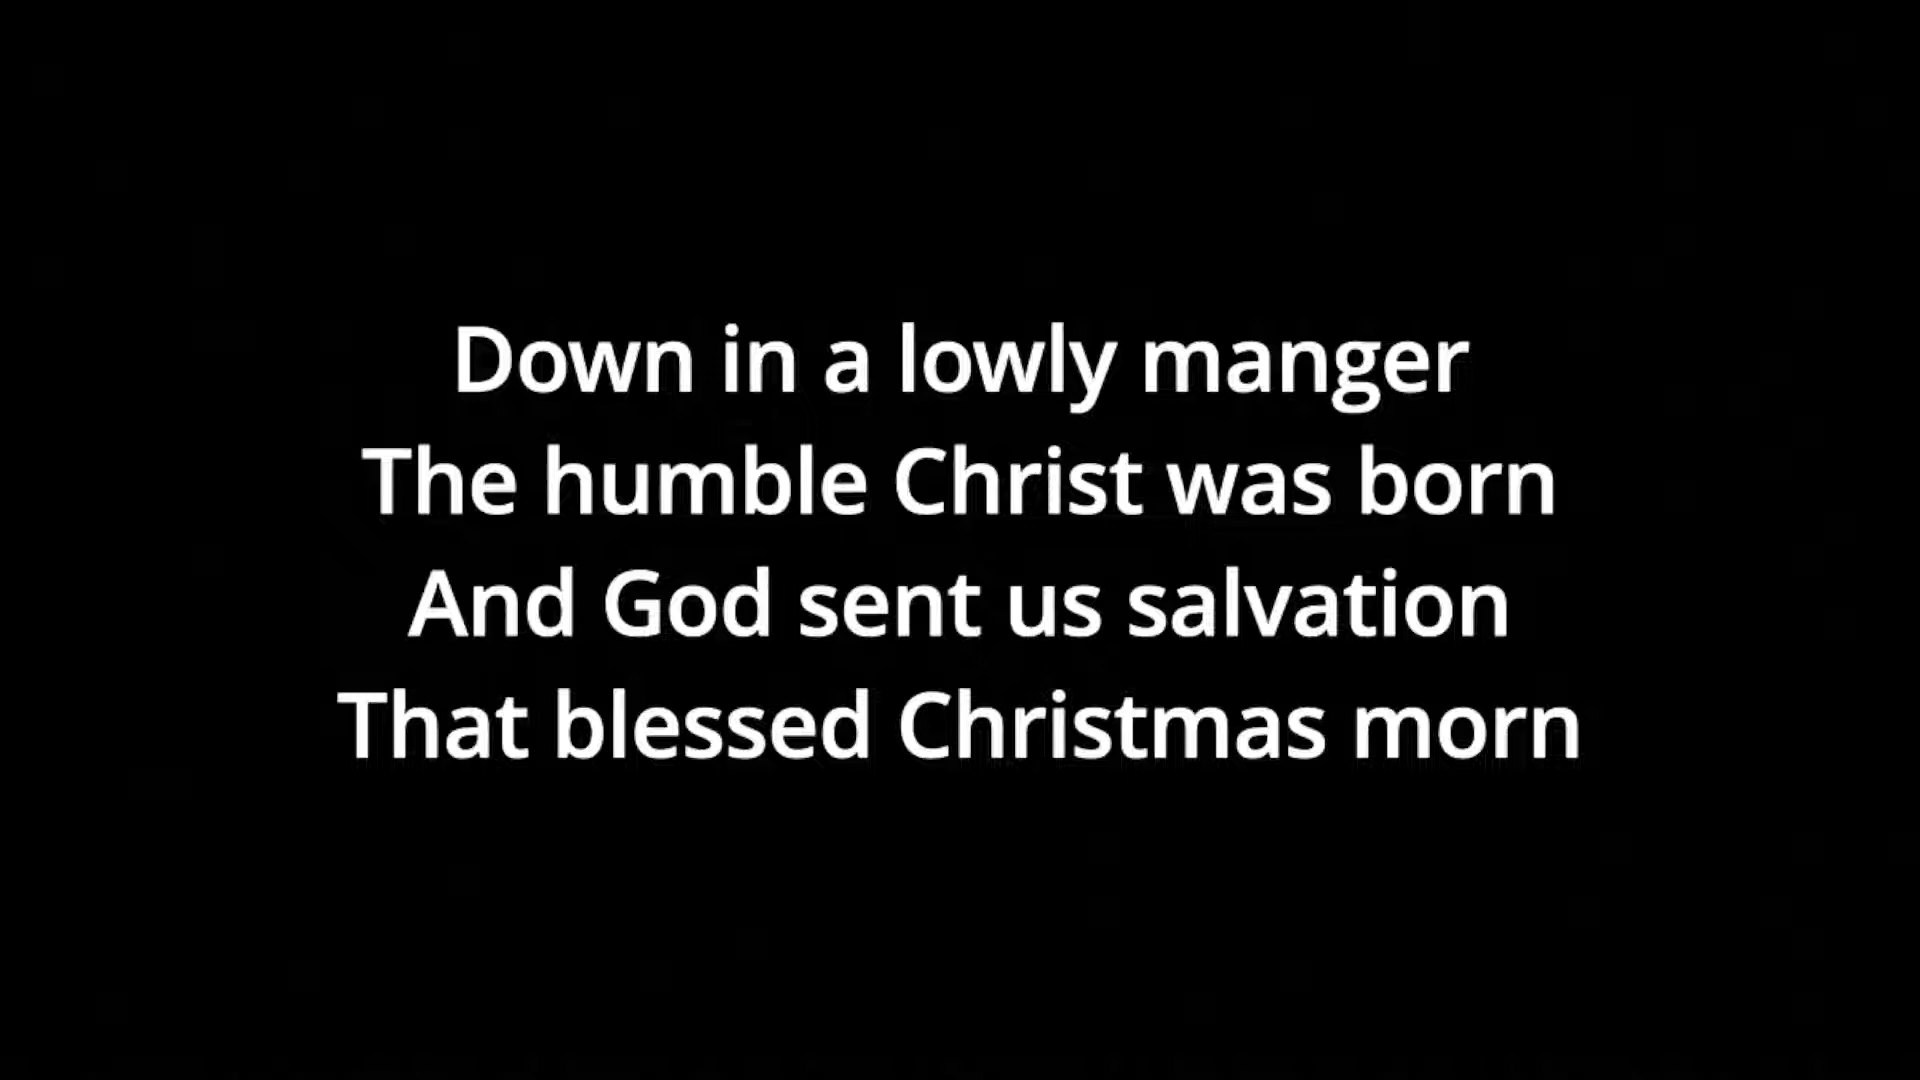 Down in a lowly manger
The humble Christ was born
And God sent us salvation
That blessed Christmas morn